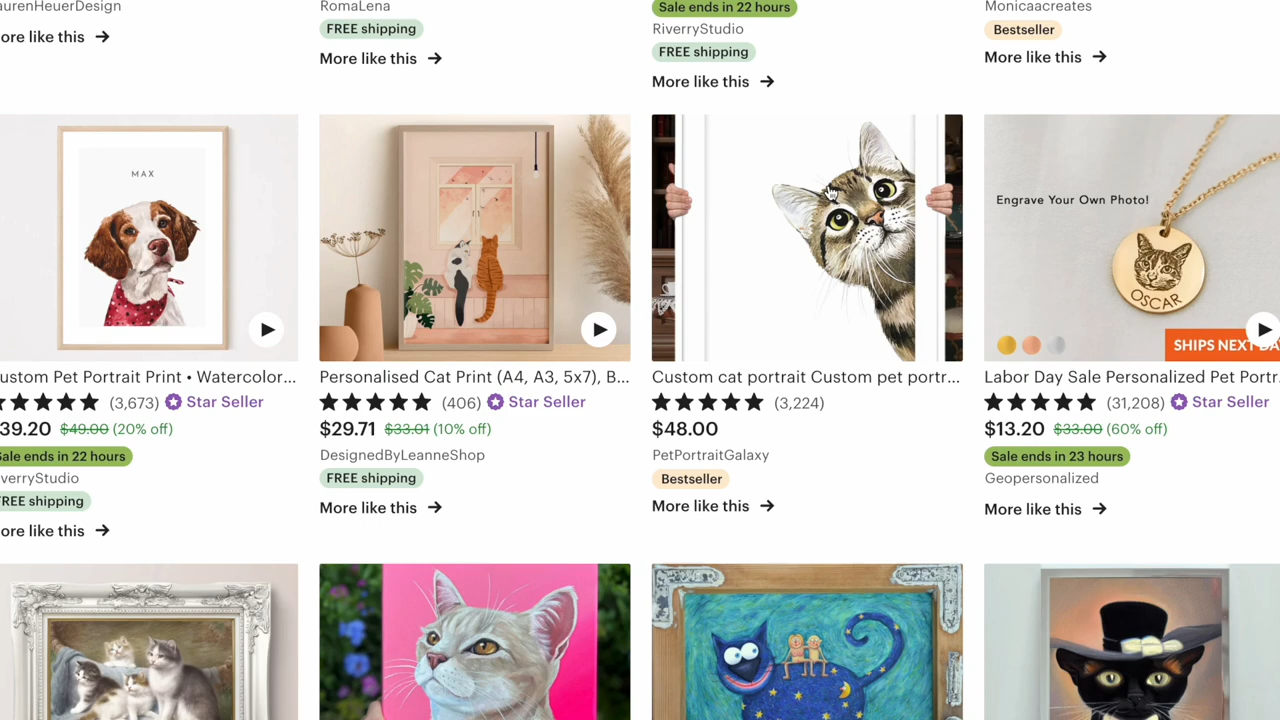 aurenHeuerDesign
ore like this →
RomaLena
FREE shipping
More like this →
Sale ends in 22 hours
RiverryStudio
FREE shipping
More like this →
Monicaacreates
Bestseller
More like this →
MAX
ustom Pet Portrait Print • Watercolor...
(3,673) Star Seller
39.20 $49.00 (20% off)
ale ends in 22 hours
verryStudio
REE shipping
ore like this →
Personalised Cat Print (A4, A3, 5x7), B...
(406) Star Seller
$29.71 $33.01 (10% off)
DesignedByLeanneShop
FREE shipping
More like this →
Custom cat portrait Custom pet portr...
(3,224)
$48.00
PetPortraitGalaxy
Bestseller
More like this →
Engrave Your Own Photo!
OSCAR
SHIPS NEXT DA
Labor Day Sale Personalized Pet Portr
(31,208) Star Seller
$13.20 $33.00 (60% off)
Sale ends in 23 hours
Geopersonalized
More like this →